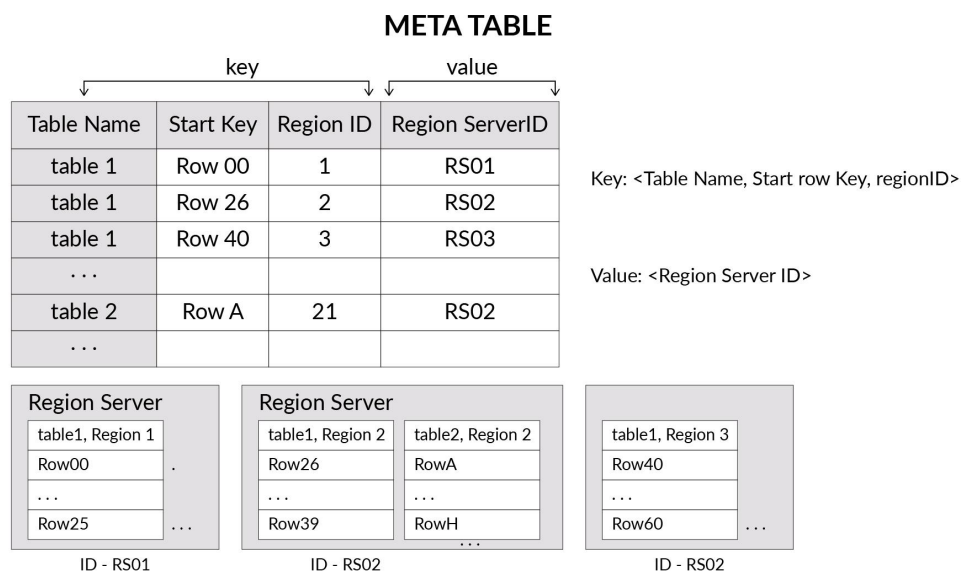 META TABLE
key value
Table Name Start Key Region ID Region ServerID
table 1 Row 00 1 RS01
table 1 Row 26 2 RS02
table 1 Row 40 3 RS03
...
table 2 Row A 21 RS02
...
Key: <Table Name, Start row Key, regionID>
Value: <Region Server ID>
Region Server
table1, Region 1
Row00 .
...
Row25 ...
ID - RS01
Region Server
table1, Region 2 table2, Region 2
Row26 RowA
... ...
Row39 RowH
...
ID - RS02
table1, Region 3
Row40
...
Row60 ...
ID - RS02